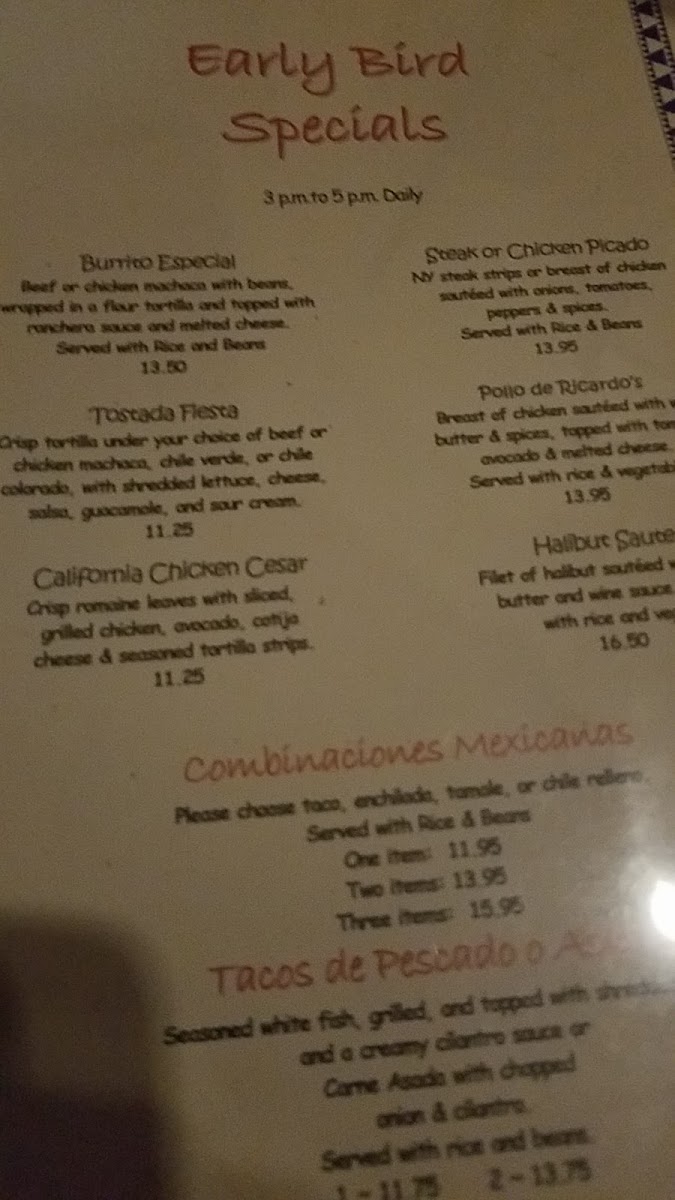 Early Bird
Specials
3 p.m. to 5 p.m. Daily
Burrito Especial
Beef or chicken machaca with beans,
wrapped in a flour tortilla and topped with
ranchera sauce and melted cheese.
Served with Rice and Beans
13.50
Tostada Fiesta
Crisp tortilla under your choice of beef or
chicken machaca, chile verde, or chile
colorado, with shredded lettuce, cheese,
salsa, guacamole, and sour cream.
11.25
California Chicken Cesar
Crisp romaine leaves with sliced,
grilled chicken, avocado, cotija
cheese & seasoned tortilla strips.
11.25
Steak or Chicken Picado
NY steak strips or breast of chicken
sautéed with onions, tomatoes,
peppers & spices.
Served with Rice & Beans
13.95
Pollo de Ricardo's
Breast of chicken sautéed with
butter & spices, topped with
avocado & melted cheese.
Served with rice &
13.95
Halibut
Filet of halibut sautéed
butter and wine sauce
with rice and
16.50
Combinaciones Mexicanas
Please choose taco, enchilada, tamale, or chile relleno.
Served with Rice & Beans
One item: 11.95
Two items: 13.95
Three items: 15.95
Tacos de Pescado o
Seasoned white fish, grilled, and topped with
and a creamy cilantro sauce or
Carne Asada with chopped
onion & cilantro.
Served with rice and beans.
1 - 11.75 2 - 13.75